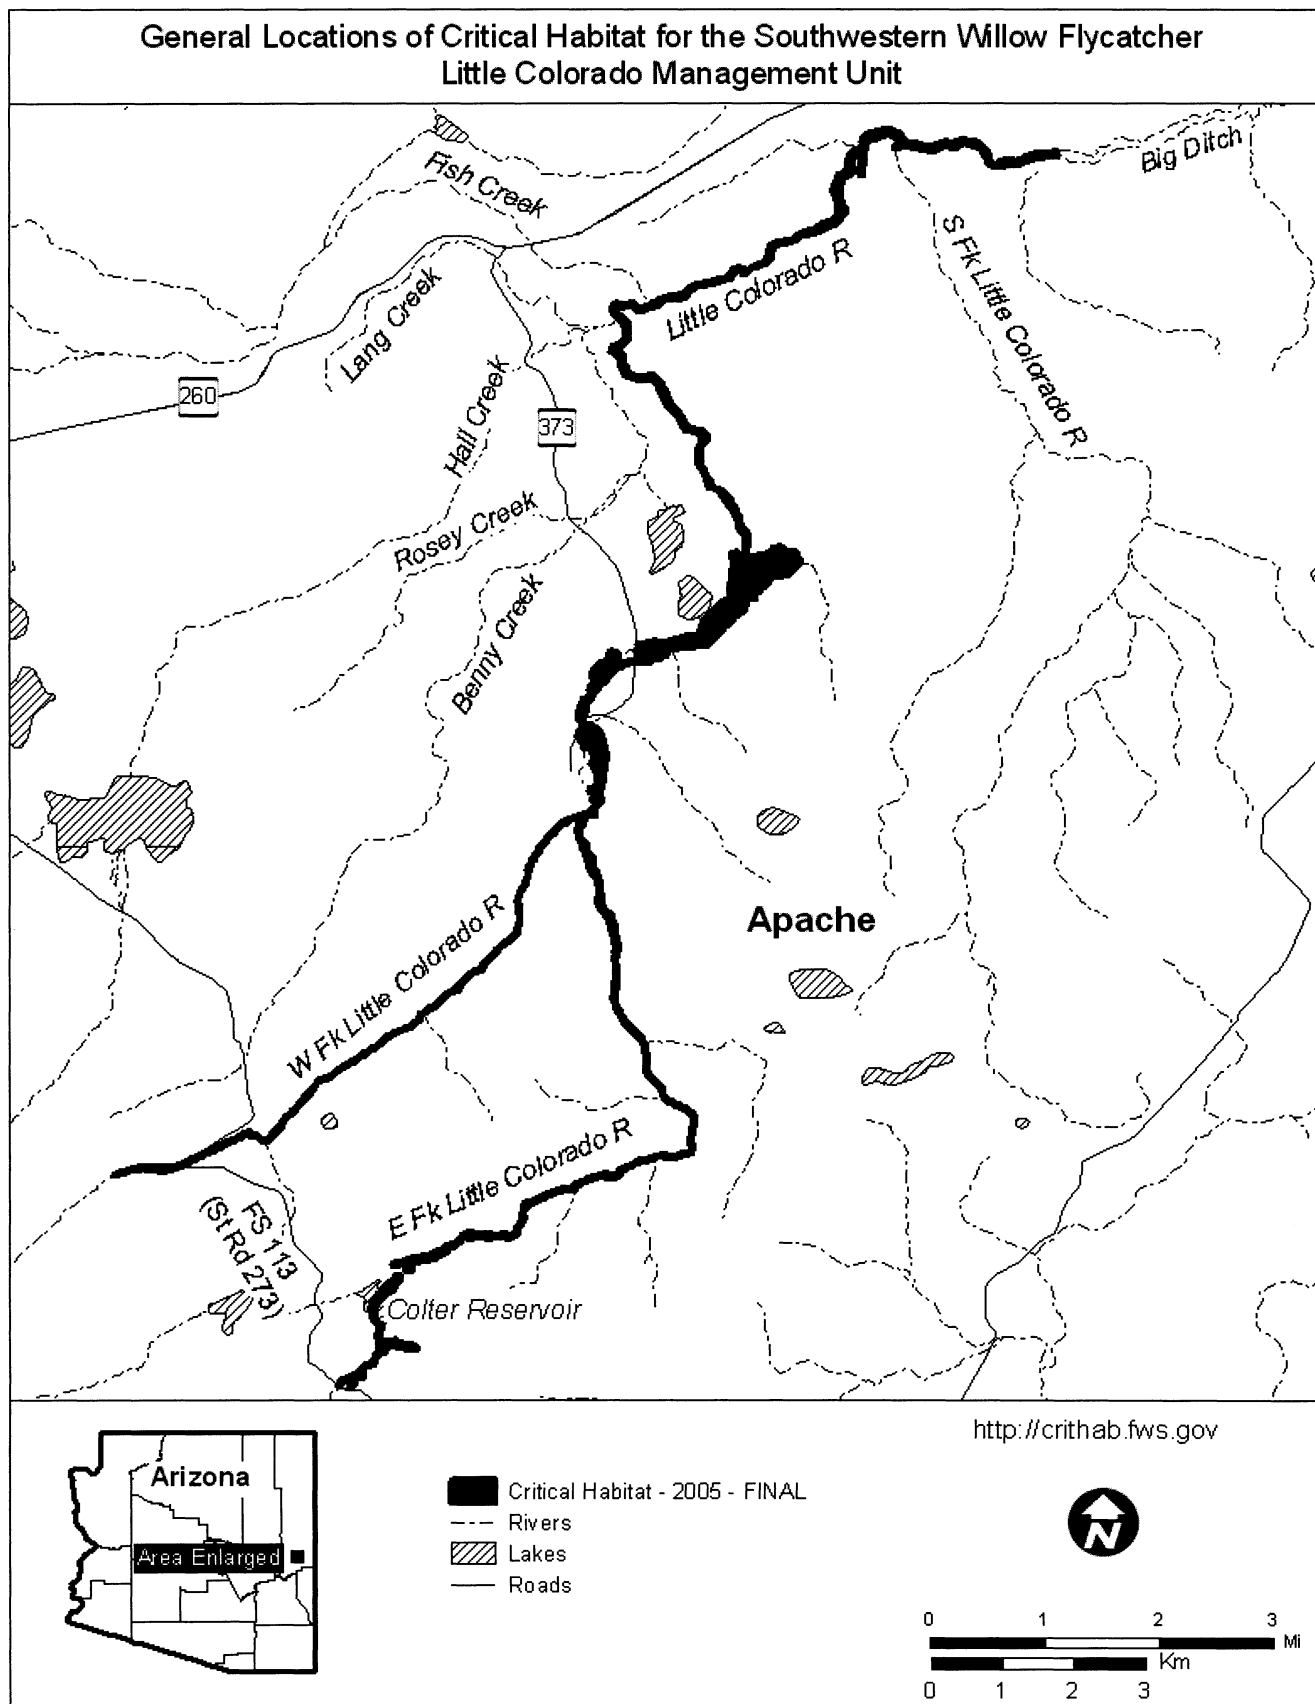 General Locations of Critical Habitat for the Southwestern Willow Flycatcher
Little Colorado Management Unit
Fish Creek
Big Ditch
S Fk Little Colorado R
Little Colorado R
Lang Creek
260
Hall Creek
373
Rosey Creek
Benny Creek
Apache
W Fk Little Colorado R
E Fk Little Colorado R
FS 113
(St Rd 273)
Colter Reservoir
http://crithab.fws.gov
Arizona
Area Enlarged
Critical Habitat - 2005 - FINAL
Rivers
Lakes
Roads
N
0 1 2 3
Mi
Km
0 1 2 3